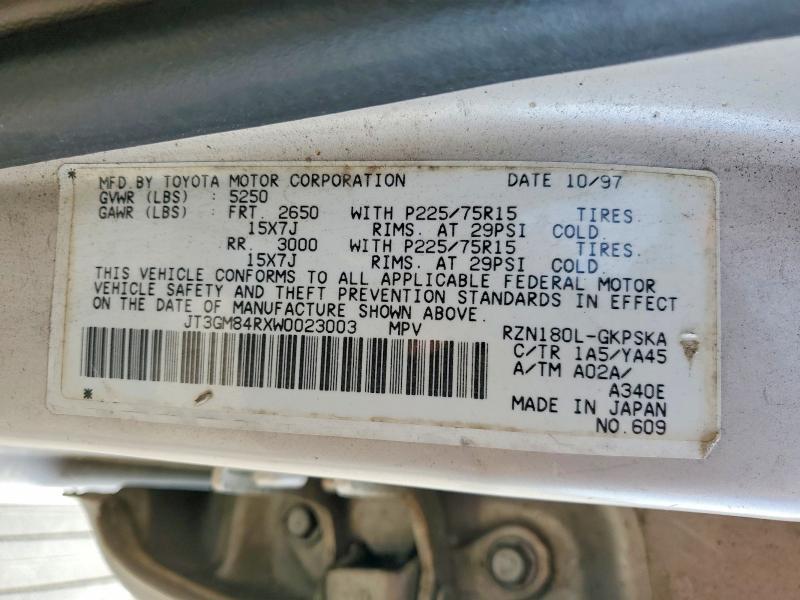 MFD.BY TOYOTA MOTOR CORPORATION DATE 10/97
GVWR (LBS) : 5250
GAWR (LBS) : FRT. 2650 WITH P225/75R15 TIRES.
15X7J RIMS. AT 29PSI COLD.
RR. 3000 WITH P225/75R15 TIRES.
15X7J RIMS. AT 29PSI COLD.
THIS VEHICLE CONFORMS TO ALL APPLICABLE FEDERAL MOTOR
VEHICLE SAFETY AND THEFT PREVENTION STANDARDS IN EFFECT
ON THE DATE OF MANUFACTURE SHOWN ABOVE.
JT3GM84RXW0023003 MPV RZN180L-GKPSKA
C/TR 1A5/YA45
A/TM A02A/
A340E
MADE IN JAPAN
NO.609